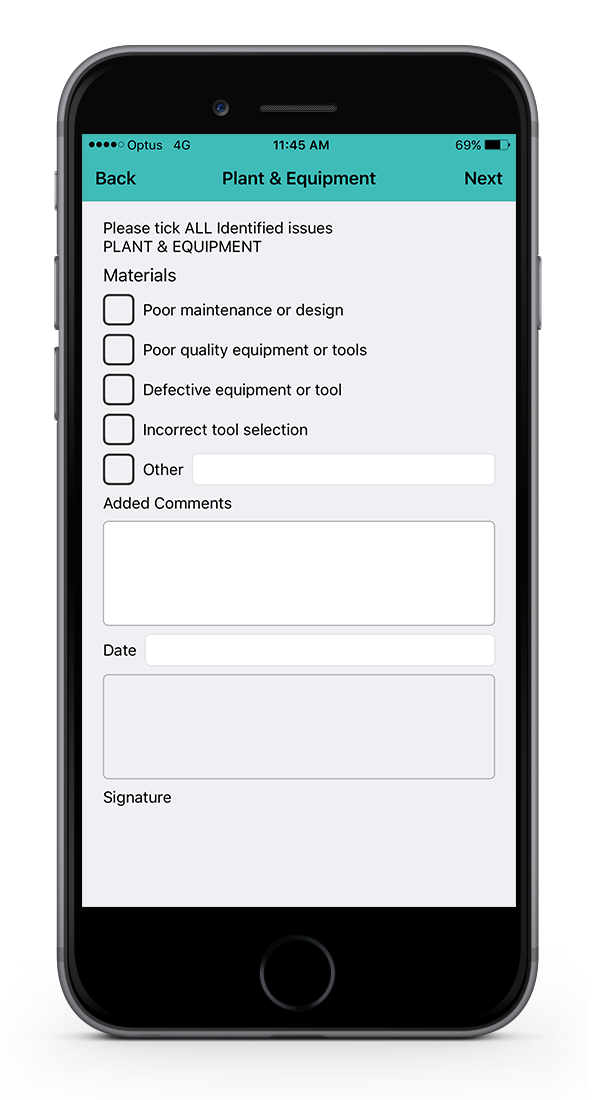 Optus 4G 11:45 AM 69%
Back Plant & Equipment Next
Please tick ALL Identified issues
PLANT & EQUIPMENT
Materials
Poor maintenance or design
Poor quality equipment or tools
Defective equipment or tool
Incorrect tool selection
Other
Added Comments
Date
Signature